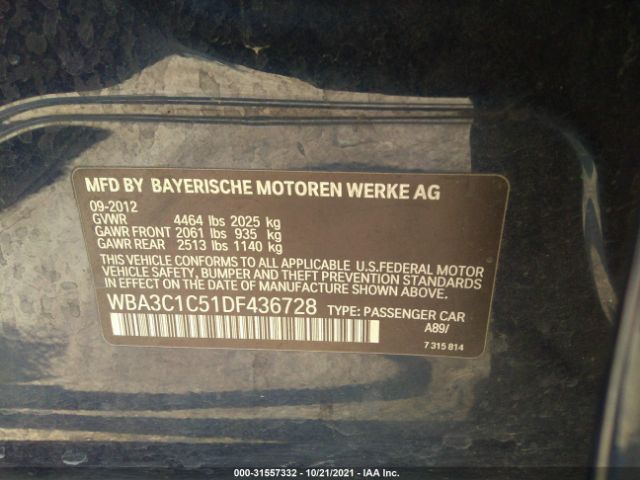 MFD BY BAYERISCHE MOTOREN WERKE AG
09-2012
GVWR 4464 lbs 2025 kg
GAWR FRONT 2061 lbs 935 kg
GAWR REAR 2513 lbs 1140 kg
THIS VEHICLE CONFORMS TO ALL APPLICABLE U.S.FEDERAL MOTOR
VEHICLE SAFETY, BUMPER AND THEFT PREVENTION STANDARDS
IN EFFECT ON THE DATE OF MANUFACTURE SHOWN ABOVE.
WBA3C1C51DF436728 TYPE: PASSENGER CAR
A89/
7 315 814
000-31557332 - 10/21/2021 - IAA Inc.